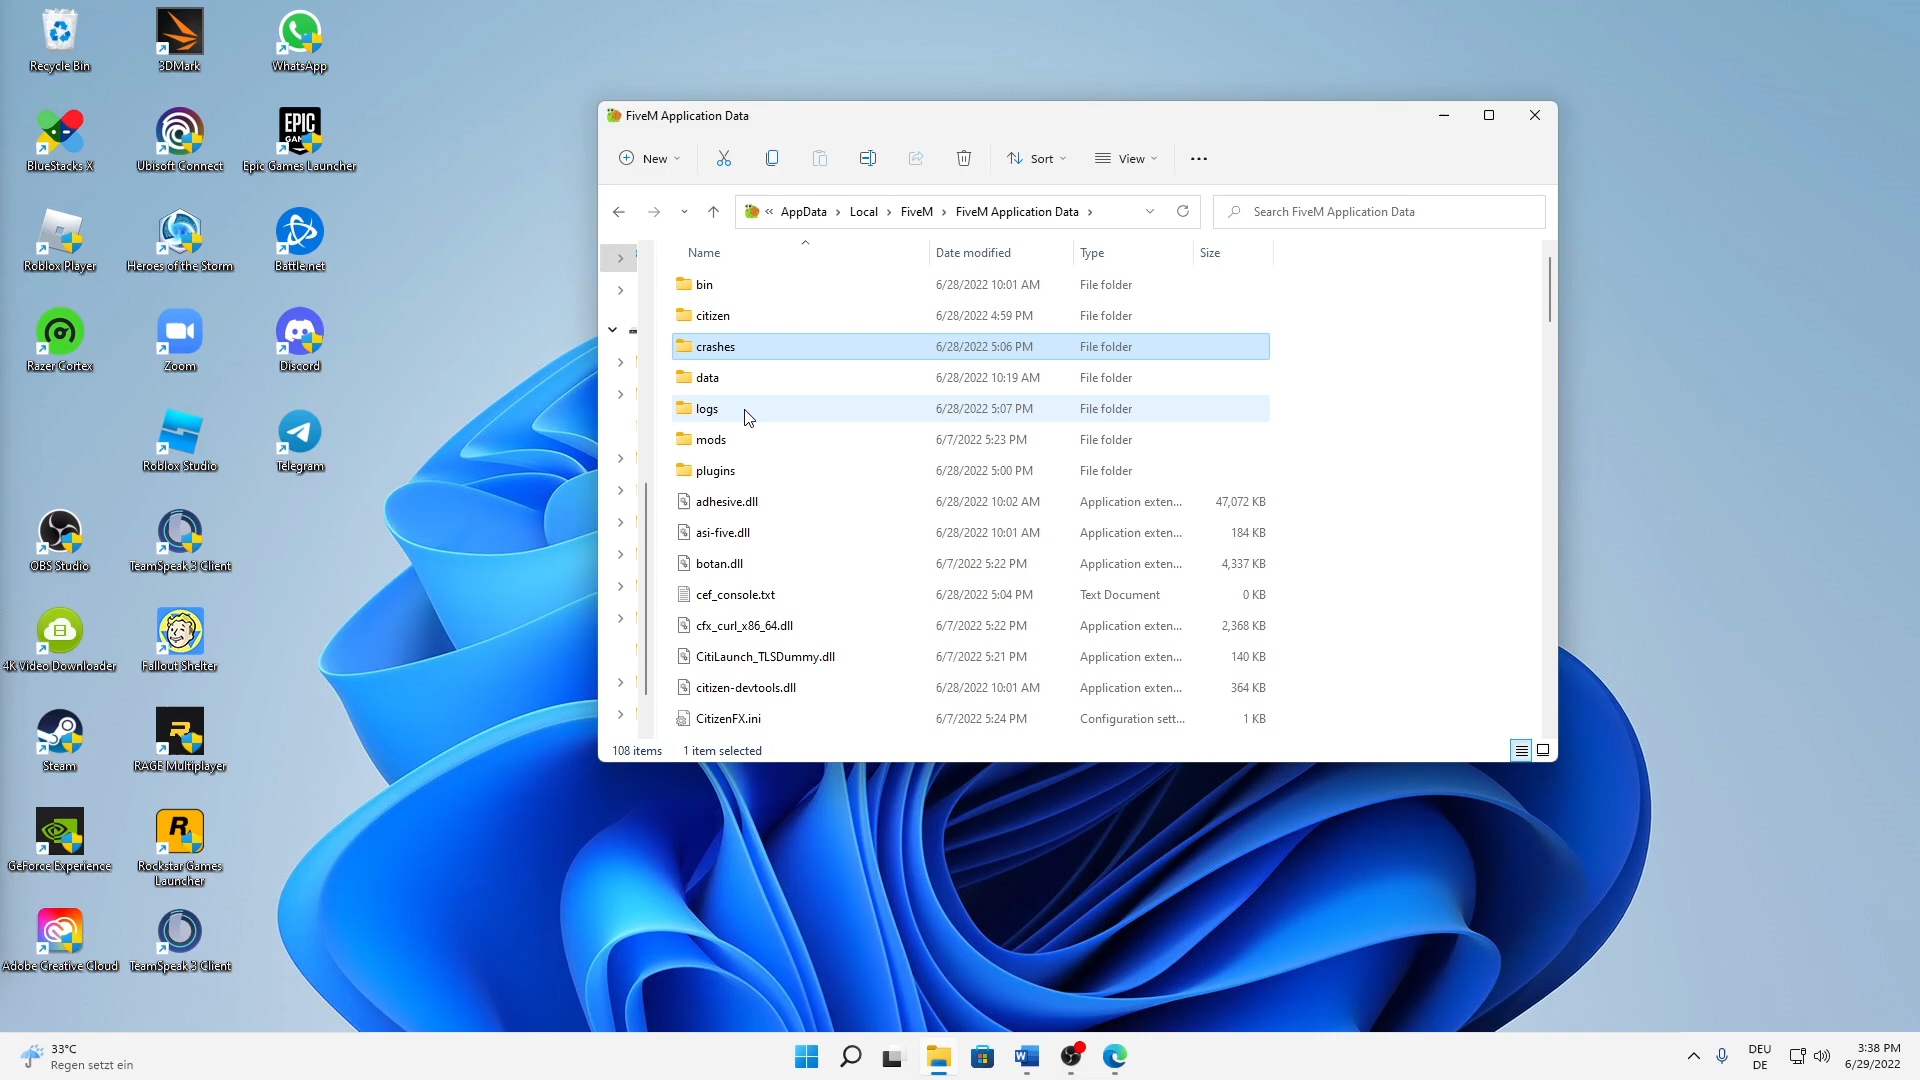 Recycle Bin
3DMark
WhatsApp
BlueStacks X
Ubisoft Connect
EPIC
GAMES
Epic Games Launcher
Roblox Player
Heroes of the Storm
Battle.net
Razer Cortex
zoom
Zoom
Discord
Roblox Studio
Telegram
OBS Studio
TeamSpeak 3 Client
4K Video Downloader
Fallout Shelter
Steam
RAGE Multiplayer
GeForce Experience
Rockstar Games
Launcher
Adobe Creative Cloud
TeamSpeak 3 Client
FiveM Application Data
New
Sort
View
« AppData › Local › FiveM › FiveM Application Data ›
Search FiveM Application Data
Name Date modified Type Size
bin 6/28/2022 10:01 AM File folder
citizen 6/28/2022 4:59 PM File folder
crashes 6/28/2022 5:06 PM File folder
data 6/28/2022 10:19 AM File folder
logs 6/28/2022 5:07 PM File folder
mods 6/7/2022 5:23 PM File folder
plugins 6/28/2022 5:00 PM File folder
adhesive.dll 6/28/2022 10:02 AM Application exten... 47,072 KB
asi-five.dll 6/28/2022 10:01 AM Application exten... 184 KB
botan.dll 6/7/2022 5:22 PM Application exten... 4,337 KB
cef_console.txt 6/28/2022 5:04 PM Text Document 0 KB
cfx_curl_x86_64.dll 6/7/2022 5:22 PM Application exten... 2,368 KB
CitiLaunch_TLSDummy.dll 6/7/2022 5:21 PM Application exten... 140 KB
citizen-devtools.dll 6/28/2022 10:01 AM Application exten... 364 KB
CitizenFX.ini 6/7/2022 5:24 PM Configuration sett... 1 KB
108 items 1 item selected
33°C
Regen setzt ein
DEU
DE
3:38 PM
6/29/2022